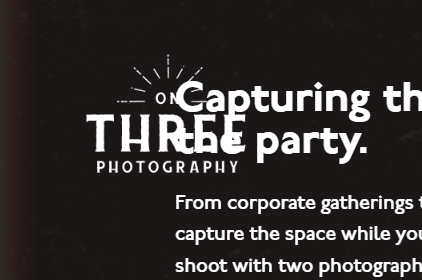 ON
THREE
PHOTOGRAPHY
Capturing th
the party.
From corporate gatherings t
capture the space while you
shoot with two photograph